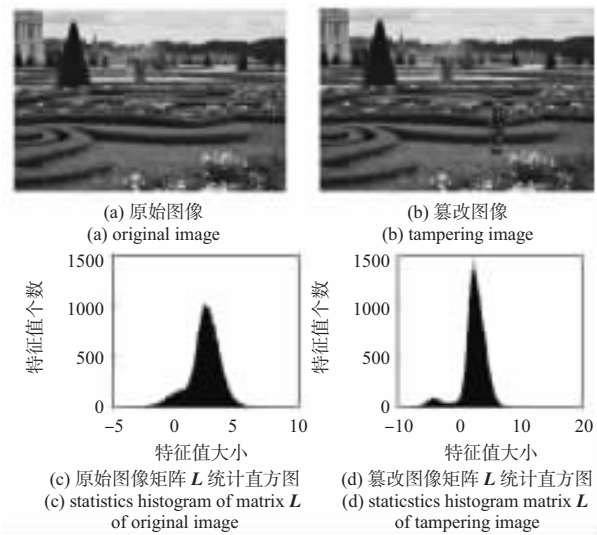 (a) 原始图像
(a) original image
(b) 篡改图像
(b) tampering image
特征值个数
1500
1000
500
0
−5
0
5
10
特征值大小
(c) 原始图像矩阵 L 统计直方图
(c) statistics histogram of matrix L
of original image
特征值个数
1500
1000
500
0
−10
0
10
20
特征值大小
(d) 篡改图像矩阵 L 统计直方图
(d) staticstics histogram matrix L
of tampering image